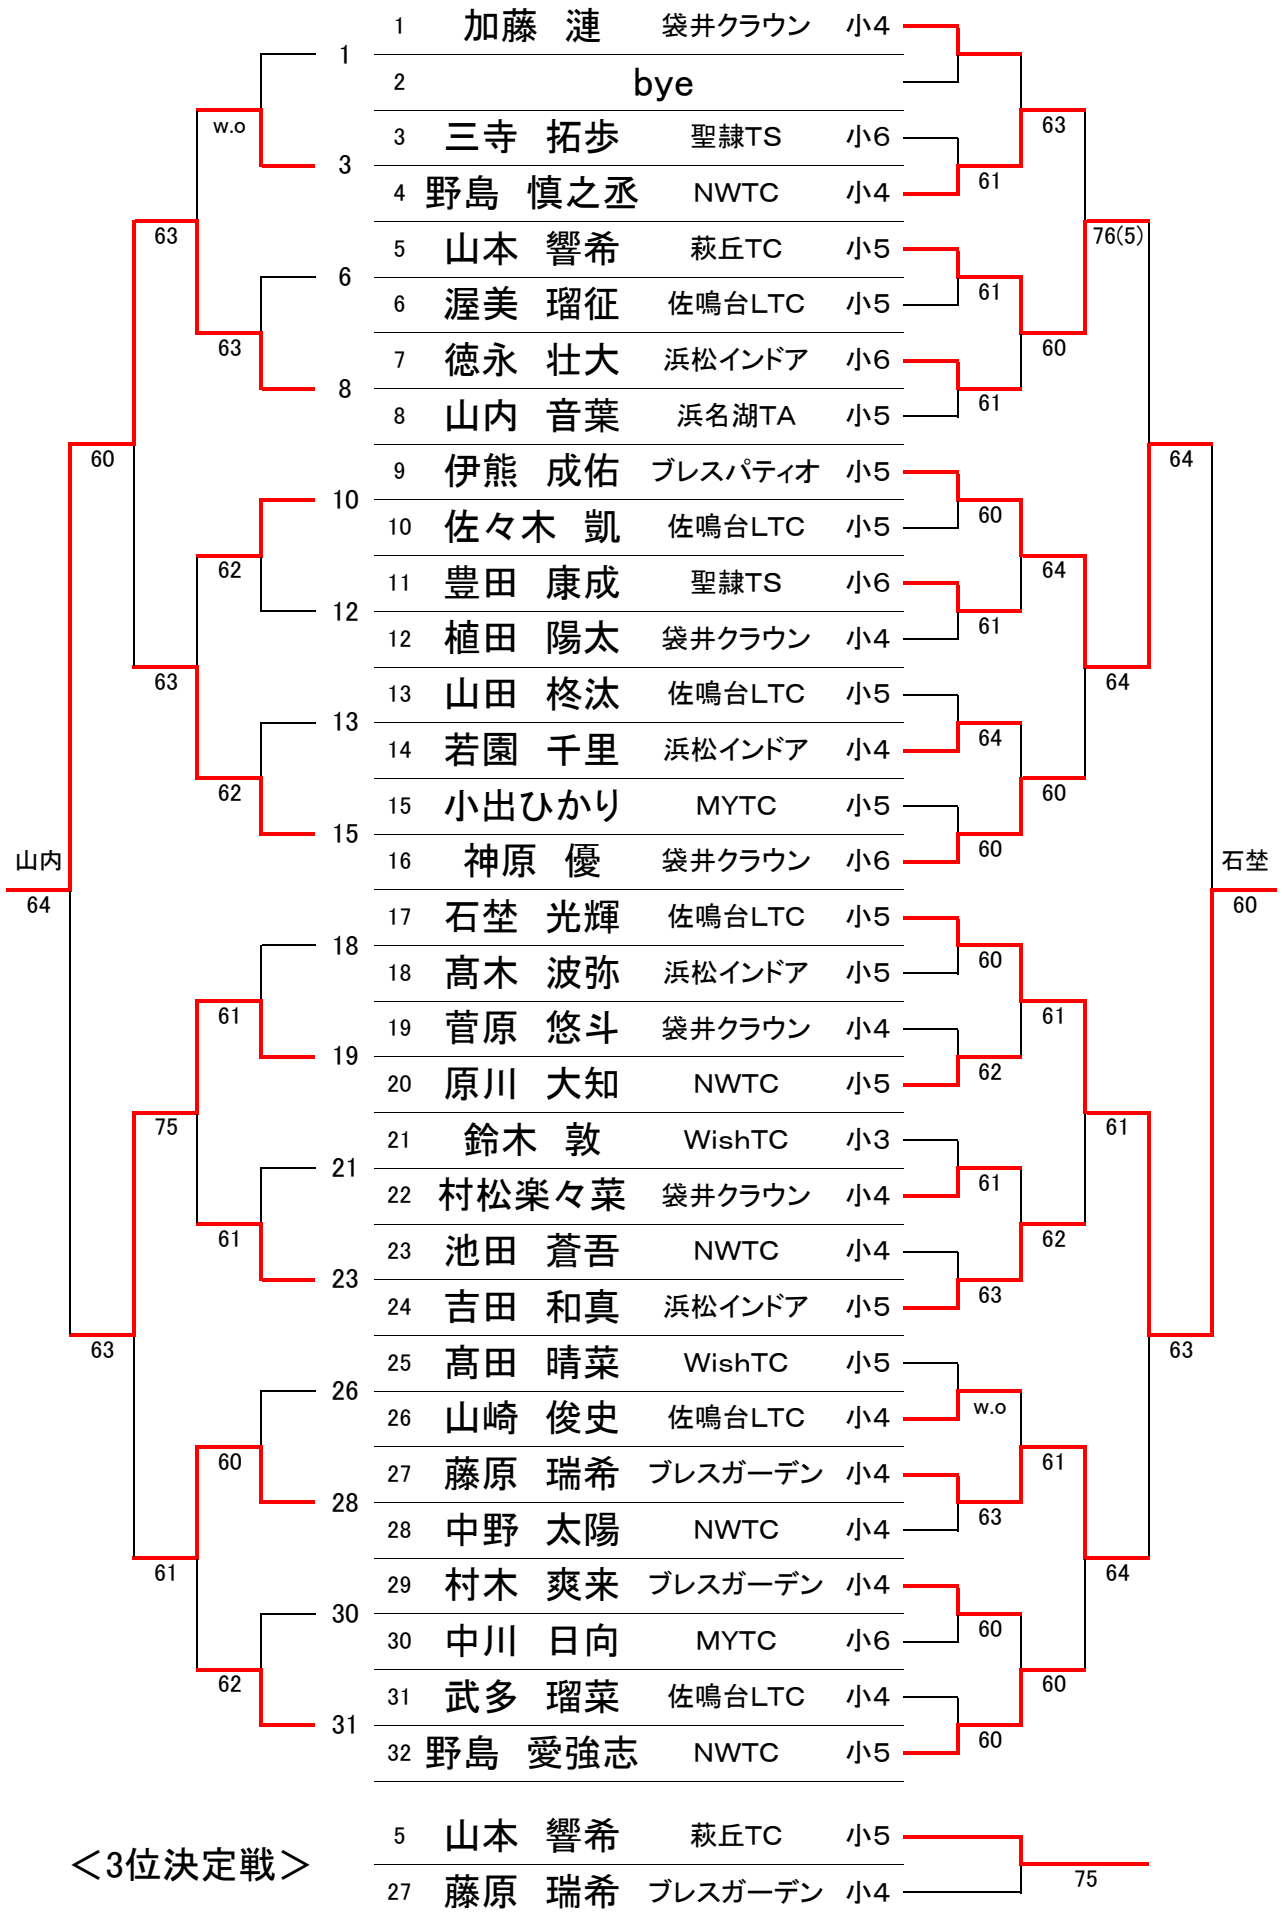 1 加藤 漣 袋井クラウン 小4
1
2 bye
w.o 63
3 三寺 拓歩 聖隷TS 小6
3 61
4 野島 慎之丞 NWTC 小4
63 76(5)
5 山本 響希 萩丘TC 小5
6 61
6 渥美 瑠征 佐鳴台LTC 小5
63 60
7 徳永 壮大 浜松インドア 小6
8 61
8 山内 音葉 浜名湖TA 小5
60 64
9 伊熊 成佑 ブレスパティオ 小5
10 60
10 佐々木 凱 佐鳴台LTC 小5
62 64
11 豊田 康成 聖隷TS 小6
12 61
12 植田 陽太 袋井クラウン 小4
63 64
13 山田 柊汰 佐鳴台LTC 小5
13 64
14 若園 千里 浜松インドア 小4
62 60
15 小出ひかり MYTC 小5
15 60
16 神原 優 袋井クラウン 小6
山内 石埜
64 60
17 石埜 光輝 佐鳴台LTC 小5
18 60
18 髙木 波弥 浜松インドア 小5
61 61
19 菅原 悠斗 袋井クラウン 小4
19 62
20 原川 大知 NWTC 小5
75 61
21 鈴木 敦 WishTC 小3
21 61
22 村松楽々菜 袋井クラウン 小4
61 62
23 池田 蒼吾 NWTC 小4
23 63
24 吉田 和真 浜松インドア 小5
63 63
25 髙田 晴菜 WishTC 小5
26 w.o
26 山崎 俊史 佐鳴台LTC 小4
60 61
27 藤原 瑞希 ブレスガーデン 小4
28 63
28 中野 太陽 NWTC 小4
61 64
29 村木 爽来 ブレスガーデン 小4
30 60
30 中川 日向 MYTC 小6
62 60
31 武多 瑠菜 佐鳴台LTC 小4
31 60
32 野島 愛強志 NWTC 小5
5 山本 響希 萩丘TC 小5
＜3位決定戦＞ 75
27 藤原 瑞希 ブレスガーデン 小4